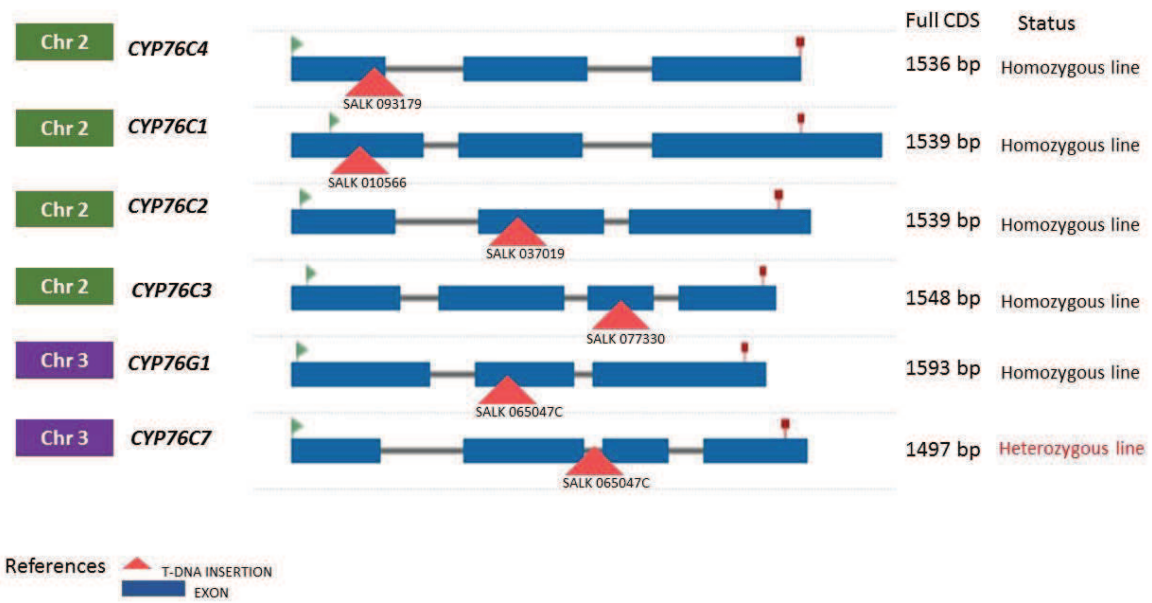 Full CDS Status
Chr 2 CYP76C4 1536 bp Homozygous line
SALK 093179
Chr 2 CYP76C1 1539 bp Homozygous line
SALK 010566
Chr 2 CYP76C2 1539 bp Homozygous line
SALK 037019
Chr 2 CYP76C3 1548 bp Homozygous line
SALK 077330
Chr 3 CYP76G1 1593 bp Homozygous line
SALK 065047C
Chr 3 CYP76C7 1497 bp Heterozygous line
SALK 065047C
References T-DNA INSERTION
EXON